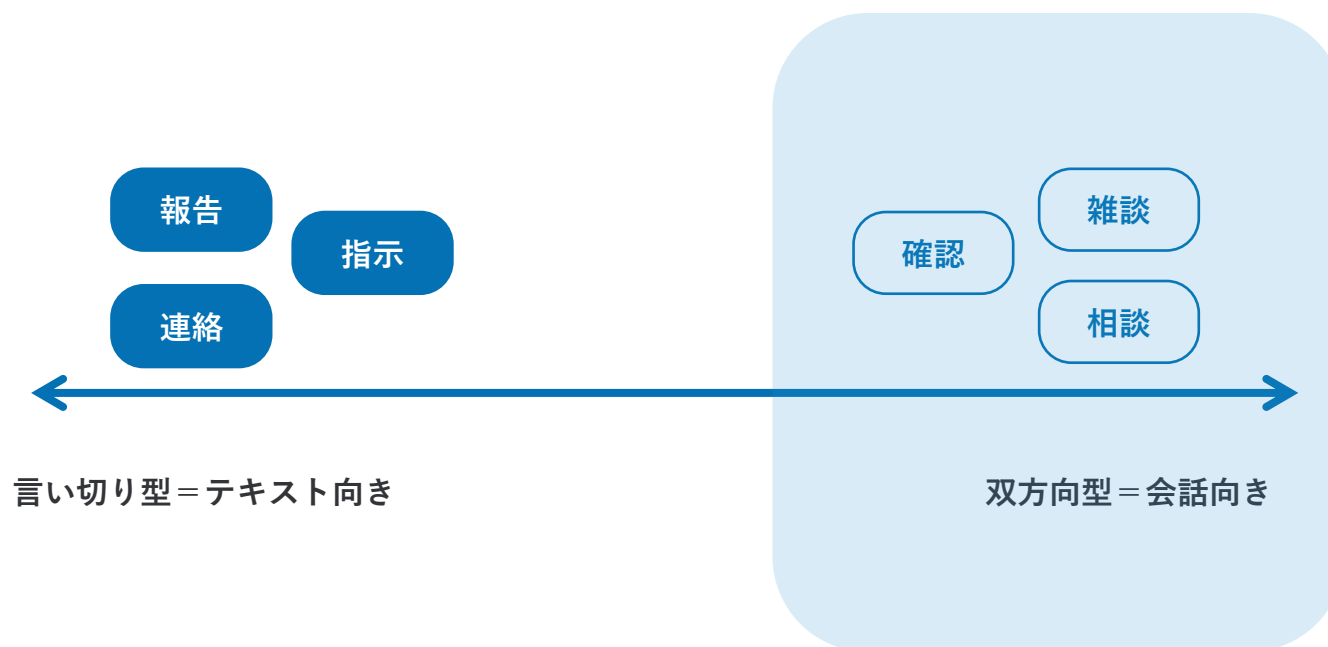 報告
指示
連絡
確認
雑談
相談
言い切り型＝テキスト向き
双方向型＝会話向き